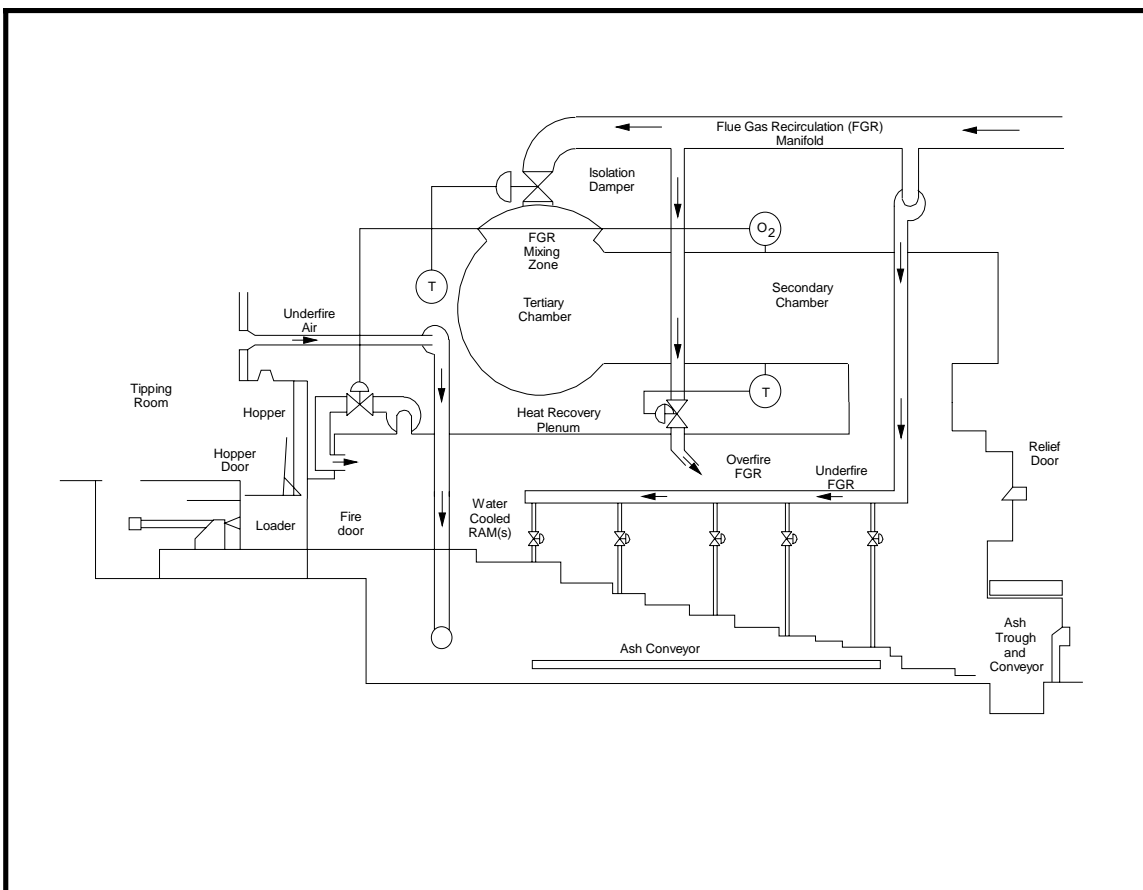 Flue Gas Recirculation (FGR)
Manifold
Isolation
Damper
O2
FGR
Mixing
Zone
T
Secondary
Chamber
Tertiary
Chamber
Underfire
Air
Tipping
Room
T
Hopper
Heat Recovery
Plenum
Hopper
Door
Overfire
FGR
Underfire
FGR
Relief
Door
Loader
Fire
door
Water
Cooled
RAM(s)
Ash Conveyor
Ash
Trough
and
Conveyor